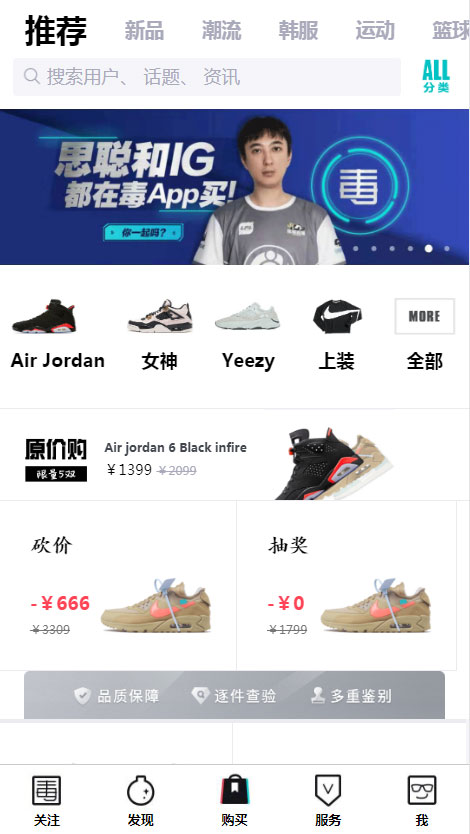 推荐 新品 潮流 韩服 运动 篮球
搜索用户、 话题、 资讯
ALL
分类
思聪和IG
都在毒App买!
你一起吗?
毒
Air Jordan 女神 Yeezy 上装 全部
MORE
原价购
限量5双
Air jordan 6 Black infire
￥1399 ￥2099
砍价
-￥666
￥3309
抽奖
-￥0
￥1799
品质保障 逐件查验 多重鉴别
关注 发现 购买 服务 我